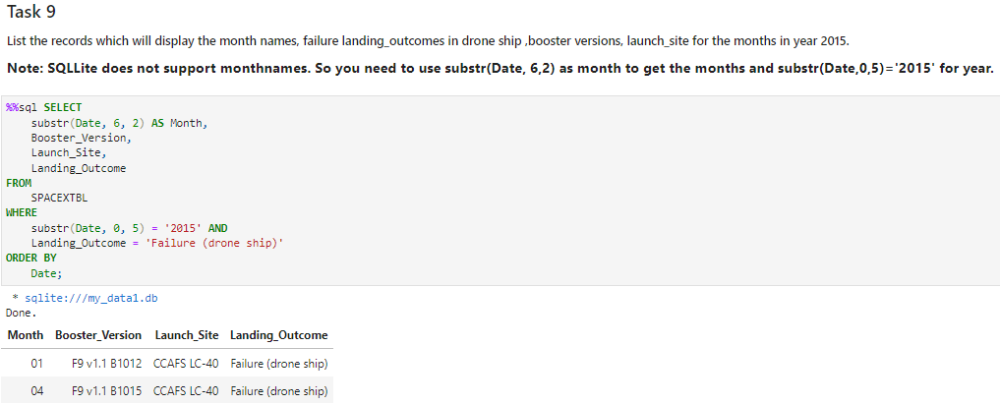 Task 9
List the records which will display the month names, failure landing_outcomes in drone ship ,booster versions, launch_site for the months in year 2015.
Note: SQLLite does not support monthnames. So you need to use substr(Date, 6,2) as month to get the months and substr(Date,0,5)='2015' for year.
%%sql SELECT
substr(Date, 6, 2) AS Month,
Booster_Version,
Launch_Site,
Landing_Outcome
FROM
SPACEXTBL
WHERE
substr(Date, 0, 5) = '2015' AND
Landing_Outcome = 'Failure (drone ship)'
ORDER BY
Date;
* sqlite:///my_data1.db
Done.
Month Booster_Version Launch_Site Landing_Outcome
01 F9 v1.1 B1012 CCAFS LC-40 Failure (drone ship)
04 F9 v1.1 B1015 CCAFS LC-40 Failure (drone ship)